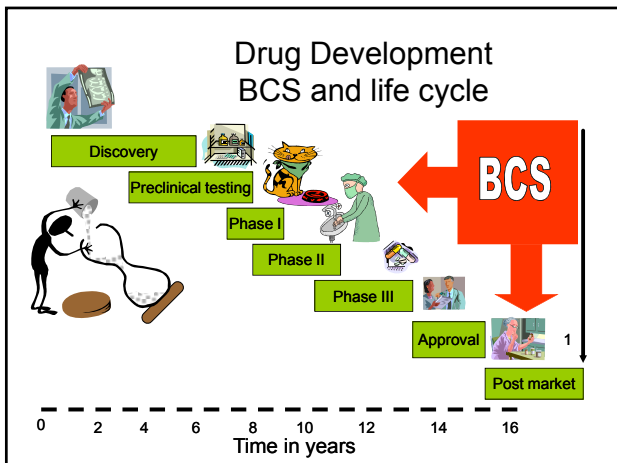 Drug Development
BCS and life cycle
Discovery
BCS
Preclinical testing
Phase I
Phase II
Phase III
Approval
1
Post market
0 2 4 6 8 10 12 14 16
Time in years